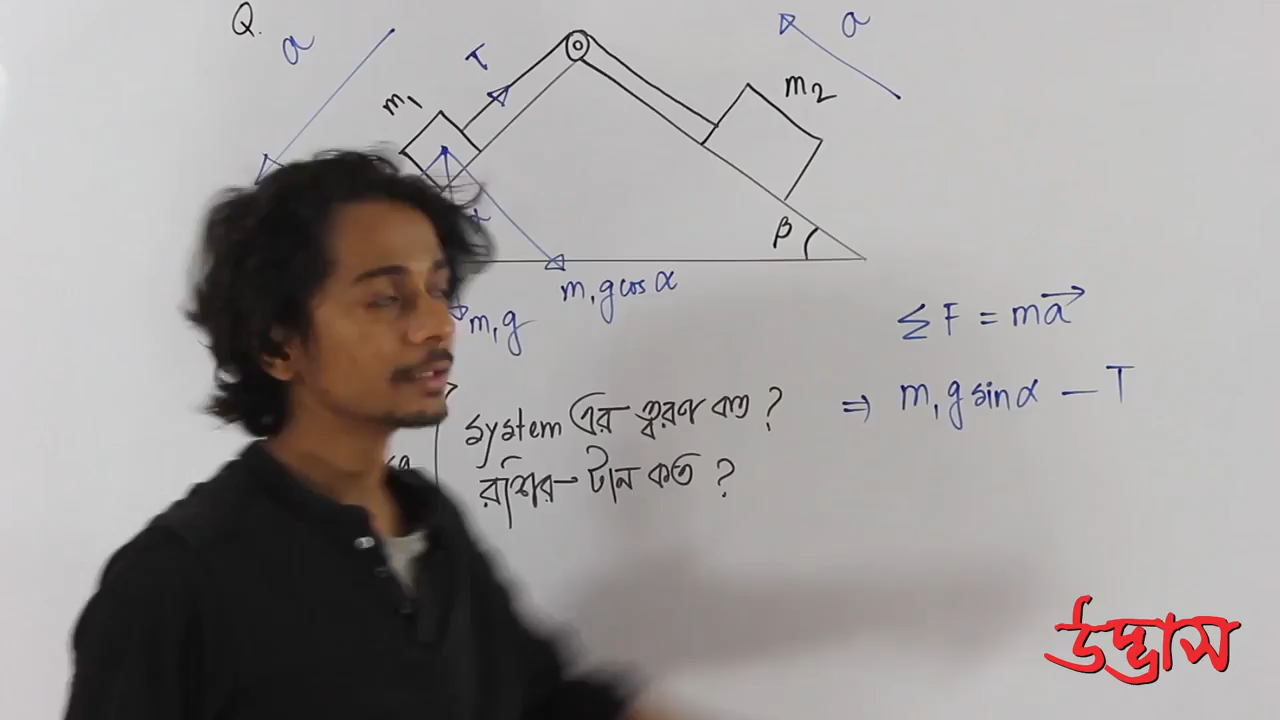 Q.
a
T
a
m₁
m₂
α
β
m₁g cos α
m₁g
ΣF = ma⃗
⇒ m₁g sin α – T
system এর ত্বরণ কত ?
রশির টান কত ?
উদ্ভাস